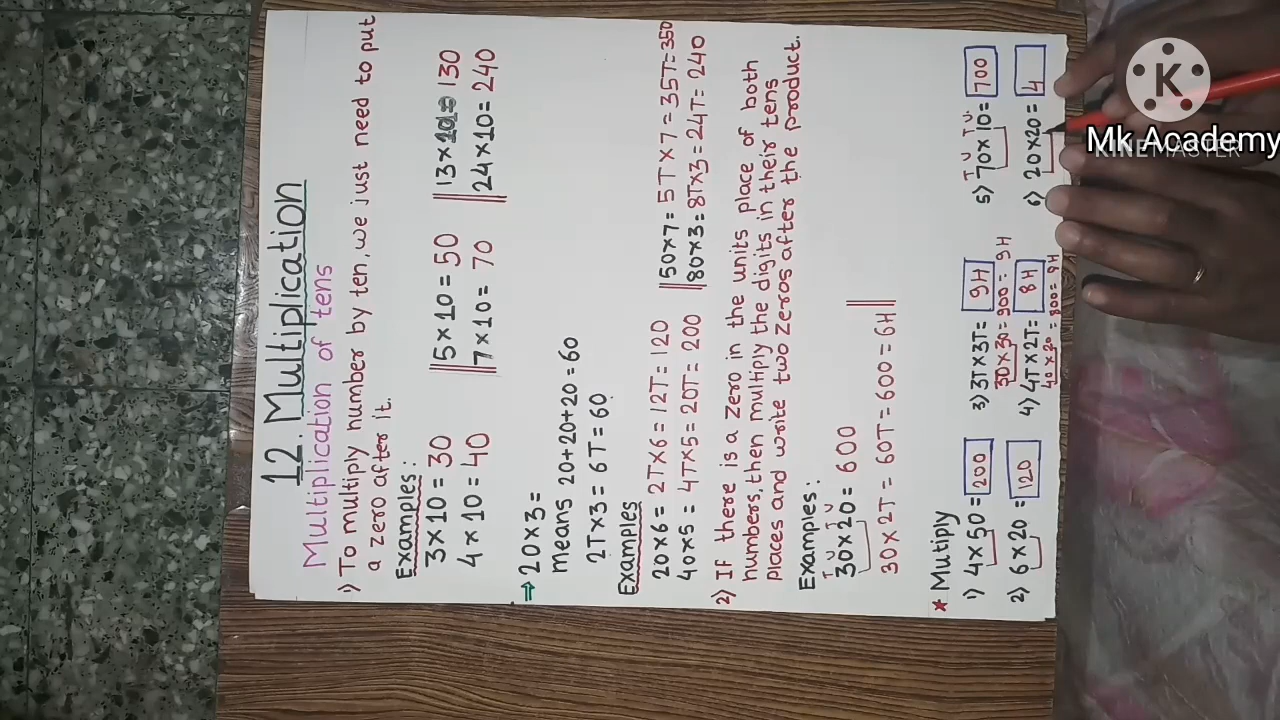 12. Multiplication
Multiplication of tens
1) To multiply number by ten, we just need to put
a zero after it.
Examples:
3 x 10 = 30
4 x 10 = 40
5 x 10 = 50
7 x 10 = 70
13 x 10 = 130
24 x 10 = 240
⇒ 20 x 3 =
means 20+20+20 = 60
2T x 3 = 6T = 60
Examples
20 x 6 = 2T x 6 = 12T = 120
40 x 5 = 4T x 5 = 20T = 200
50 x 7 = 5T x 7 = 35T = 350
80 x 3 = 8T x 3 = 24T = 240
2) If there is a zero in the units place of both
numbers, then multiply the digits in their tens
places and write two zeros after the product.
Examples:
T U T U
30 x 20 = 600
30 x 2T = 60T = 600 = 6H
★ Mutiply
1) 4 x 50 = 200
2) 6 x 20 = 120
3) 3T x 3T = 9H
30 x 30 = 900 = 9H
4) 4T x 2T = 8H
40 x 20 = 800 = 9H
T U T U
5) 70 x 10 = 700
6) 20 x 20 = 4
K
Mk Academy
KINEMASTER